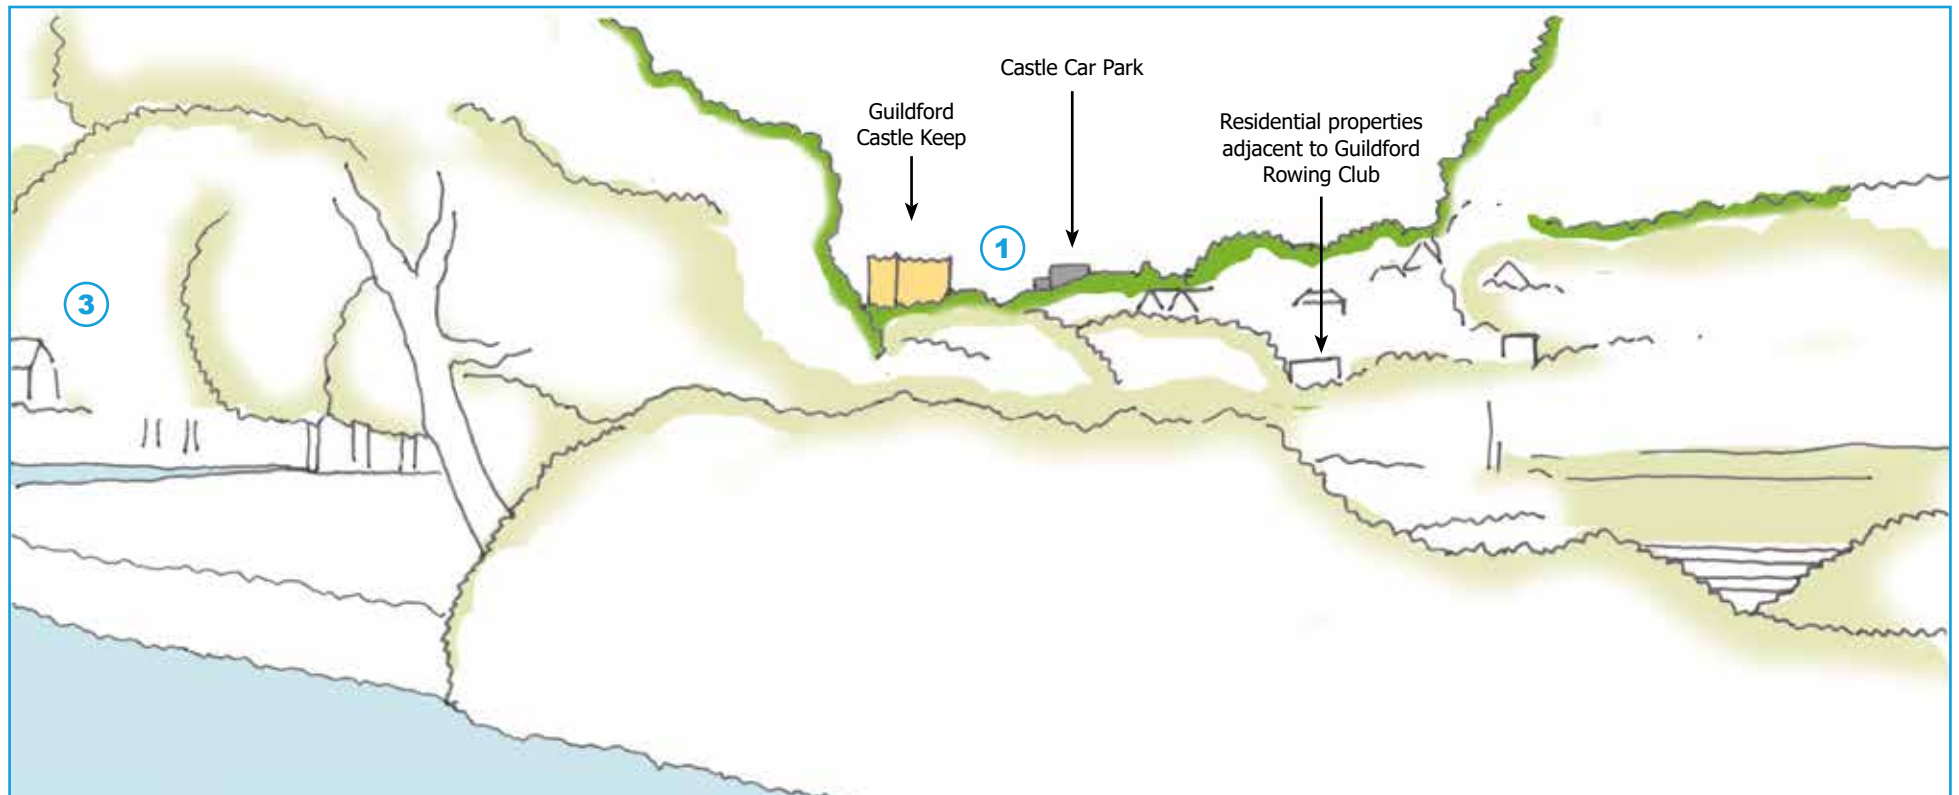 Castle Car Park
Guildford
Castle Keep
Residential properties
adjacent to Guildford
Rowing Club
1
3